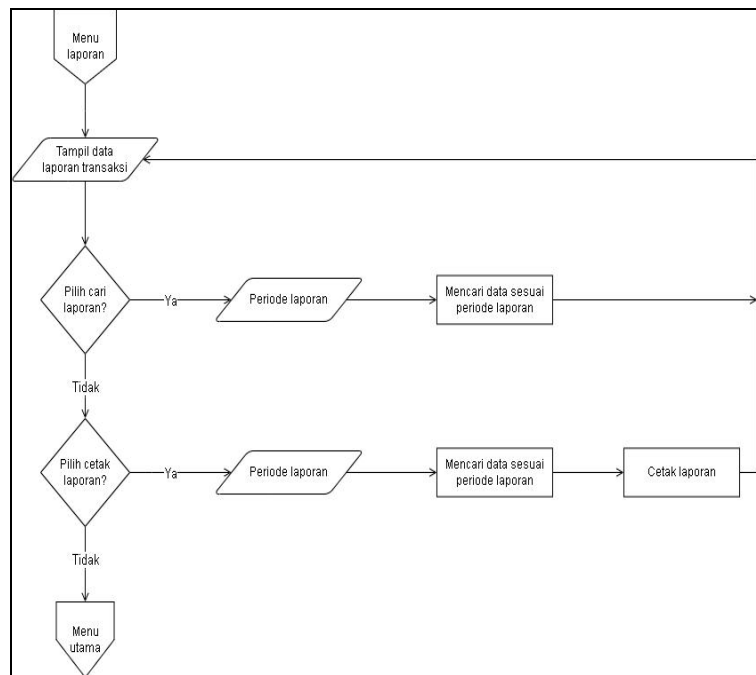 Menu
laporan
Tampil data
laporan transaksi
Pilih cari
laporan?
Ya
Periode laporan
Mencari data sesuai
periode laporan
Tidak
Pilih cetak
laporan?
Ya
Periode laporan
Mencari data sesuai
periode laporan
Cetak laporan
Tidak
Menu
utama